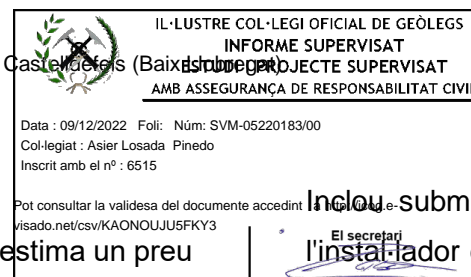 IL·LUSTRE COL·LEGI OFICIAL DE GEÒLEGS
INFORME SUPERVISAT
Castelldefels (Baix Llobregat).
ESTUDI - PROJECTE SUPERVISAT
AMB ASSEGURANÇA DE RESPONSABILITAT CIVIL
Data : 09/12/2022 Foli: Núm: SVM-05220183/00
Col·legiat : Asier Losada Pinedo
Inscrit amb el nº : 6515
Pot consultar la validesa del documente accedint a http://icog.e-
visado.net/csv/KAONOUJU5FKY3
Inclou subm
El secretari
estima un preu
l'instal·lador